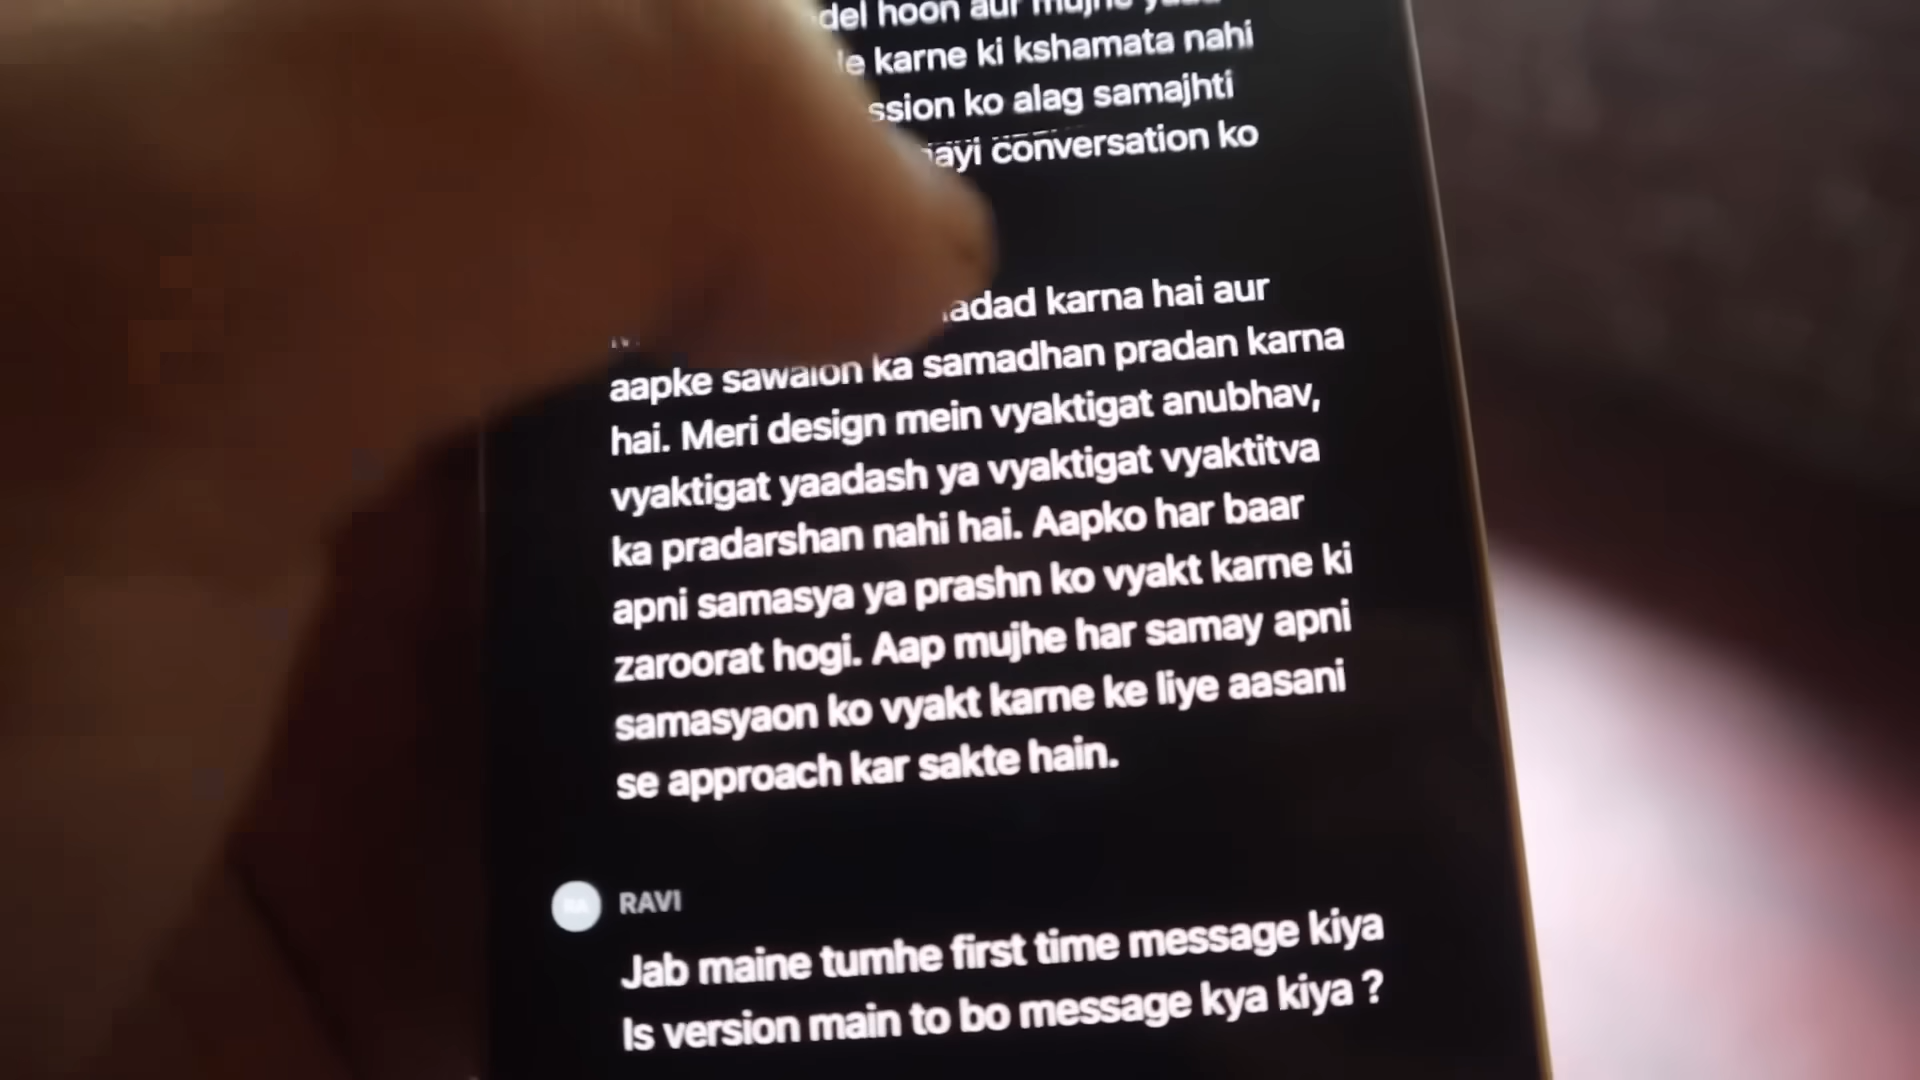 hoon aur mujhe
karne ki kshamata nahi
ko alag samajhti
conversation ko
karna hai aur
aapke sawalon ka samadhan pradan karna
hai. Meri design mein vyaktigat anubhav,
vyaktigat yaadash ya vyaktigat vyaktitva
ka pradarshan nahi hai. Aapko har baar
apni samasya ya prashn ko vyakt karne ki
zaroorat hogi. Aap mujhe har samay apni
samasyaon ko vyakt karne ke liye aasani
se approach kar sakte hain.
RAVI
Jab maine tumhe first time message kiya
Is version main to bo message kya kiya ?